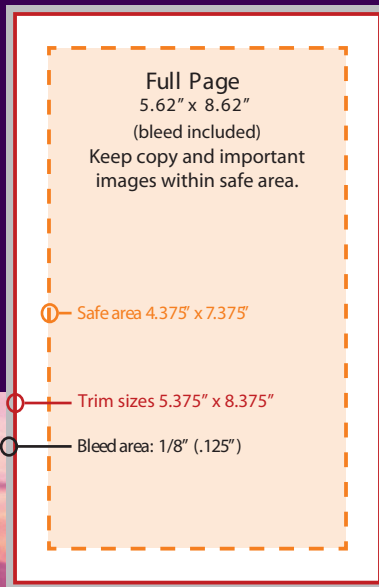 Full Page
5.62” x 8.62”
(bleed included)
Keep copy and important
images within safe area.
Safe area 4.375” x 7.375”
Trim sizes 5.375” x 8.375”
Bleed area: 1/8” (.125”)